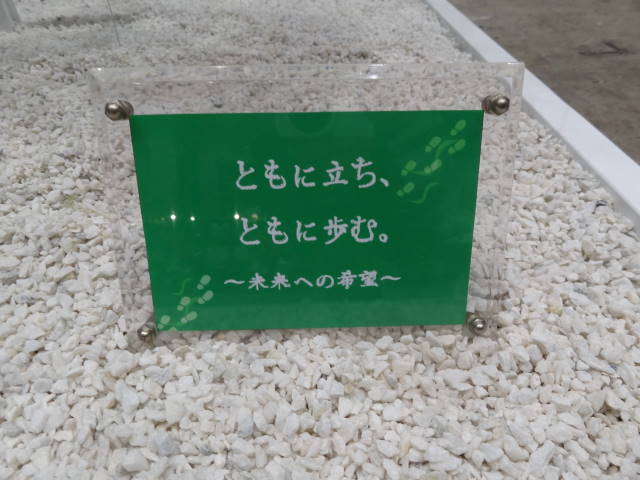 ともに立ち、
ともに歩む。
～未来への希望～